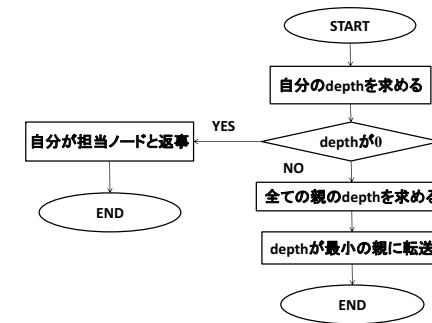 START
自分のdepthを求める
depthが0
YES
自分が担当ノードと返事
NO
END
全ての親のdepthを求める
depthが最小の親に転送
END